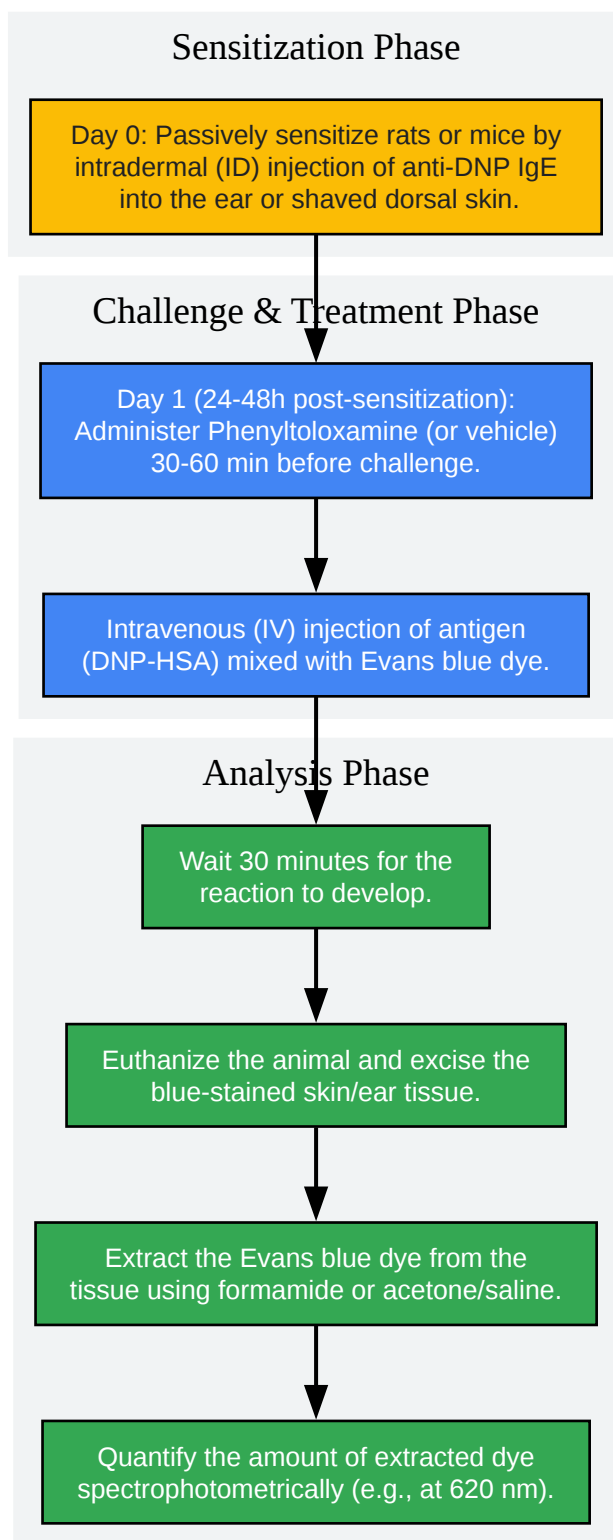 Sensitization Phase
Day 0: Passively sensitize rats or mice by
intradermal (ID) injection of anti-DNP IgE
into the ear or shaved dorsal skin.
Challenge & Treatment Phase
Day 1 (24-48h post-sensitization):
Administer Phenyltoloxamine (or vehicle)
30-60 min before challenge.
Intravenous (IV) injection of antigen
(DNP-HSA) mixed with Evans blue dye.
Analysis Phase
Wait 30 minutes for the
reaction to develop.
Euthanize the animal and excise the
blue-stained skin/ear tissue.
Extract the Evans blue dye from the
tissue using formamide or acetone/saline.
Quantify the amount of extracted dye
spectrophotometrically (e.g., at 620 nm).